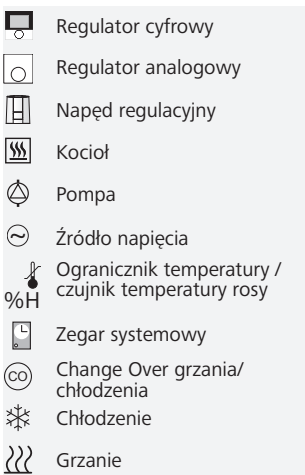 Regulator cyfrowy
Regulator analogowy
Napęd regulacyjny
Kocioł
Pompa
Źródło napięcia
Ogranicznik temperatury /
%H czujnik temperatury rosy
Zegar systemowy
CO Change Over grzania/
chłodzenia
Chłodzenie
Grzanie